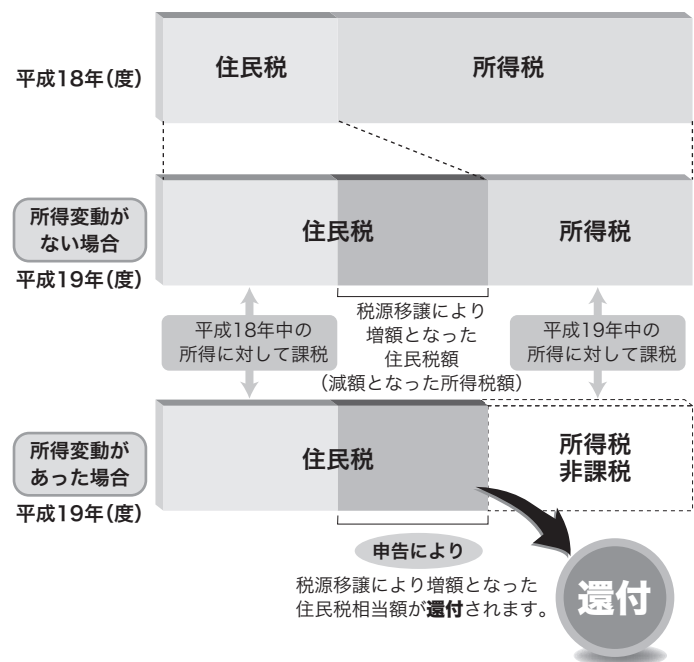 平成18年(度)
住民税
所得税
所得変動が
ない場合
平成19年(度)
住民税
所得税
平成18年中の
所得に対して課税
税源移譲により
増額となった
住民税額
(減額となった所得税額)
平成19年中の
所得に対して課税
所得変動が
あった場合
平成19年(度)
住民税
所得税
非課税
申告により
税源移譲により増額となった
住民税相当額が還付されます。
還付